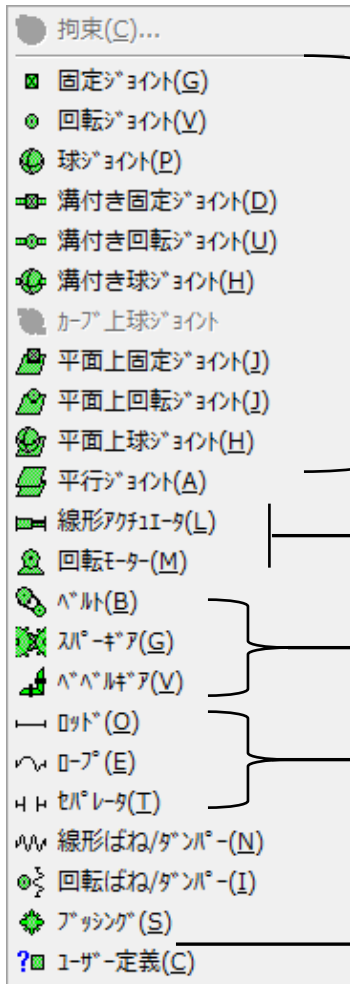 拘束(C)...
固定ｼﾞｮｲﾝﾄ(G)
回転ｼﾞｮｲﾝﾄ(V)
球ｼﾞｮｲﾝﾄ(P)
溝付き固定ｼﾞｮｲﾝﾄ(D)
溝付き回転ｼﾞｮｲﾝﾄ(U)
溝付き球ｼﾞｮｲﾝﾄ(H)
ｶｰﾌﾞ上球ｼﾞｮｲﾝﾄ
平面上固定ｼﾞｮｲﾝﾄ(J)
平面上回転ｼﾞｮｲﾝﾄ(J)
平面上球ｼﾞｮｲﾝﾄ(H)
平行ｼﾞｮｲﾝﾄ(A)
線形ｱｸﾁｭｴｰﾀ(L)
回転ﾓｰﾀｰ(M)
ﾍﾞﾙﾄ(B)
ｽﾊﾟｰｷﾞｱ(G)
ﾍﾞﾍﾞﾙｷﾞｱ(V)
ﾛｯﾄﾞ(O)
ﾛｰﾌﾟ(E)
ｾﾊﾟﾚｰﾀ(T)
線形ばね/ﾀﾞﾝﾊﾟｰ(N)
回転ばね/ﾀﾞﾝﾊﾟｰ(I)
ﾌﾞｯｼﾝｸﾞ(S)
ﾕｰｻﾞｰ定義(C)